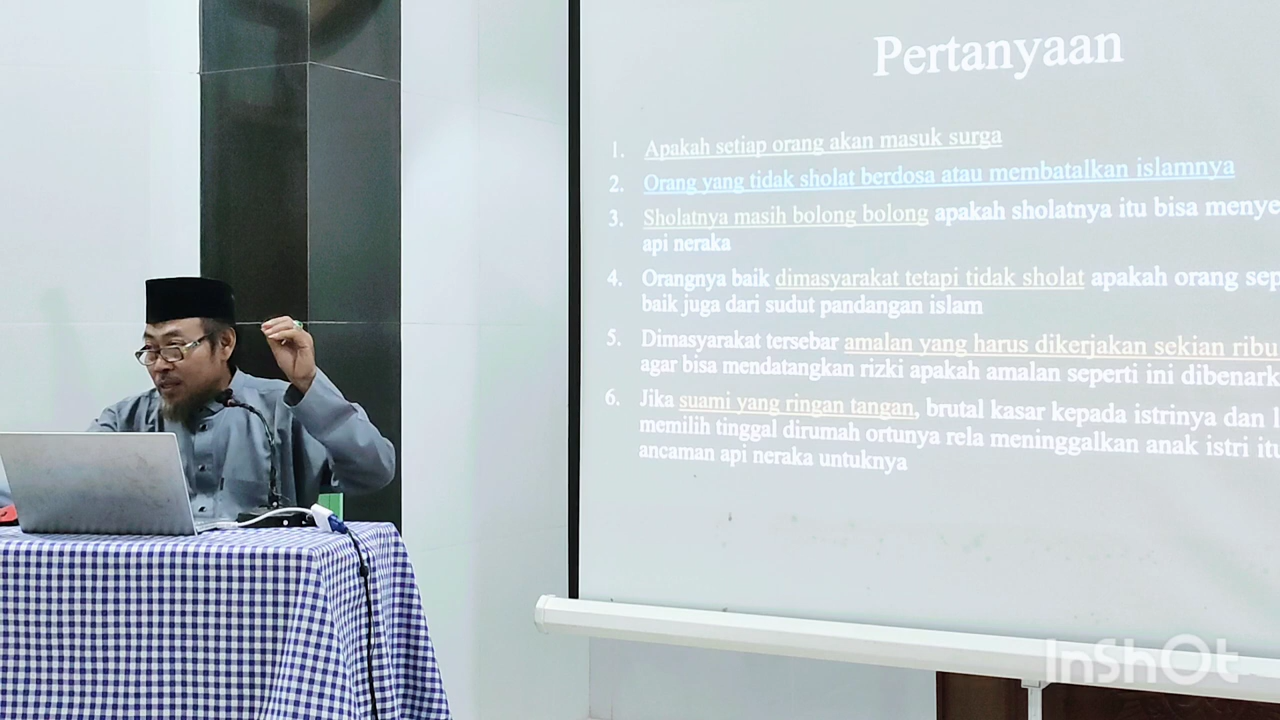 Pertanyaan
1. Apakah setiap orang akan masuk surga
2. Orang yang tidak sholat berdosa atau membatalkan islamnya
3. Sholatnya masih bolong bolong apakah sholatnya itu bisa
api neraka
4. Orangnya baik dimasyarakat tetapi tidak sholat apakah orang
baik juga dari sudut pandangan islam
5. Dimasyarakat tersebar amalan yang harus dikerjakan sekian ribu
agar bisa mendatangkan rizki apakah amalan seperti ini
6. Jika suami yang ringan tangan, brutal kasar kepada istrinya dan
memilih tinggal dirumah ortunya rela meninggalkan anak istri
ancaman api neraka untuknya
InShOt